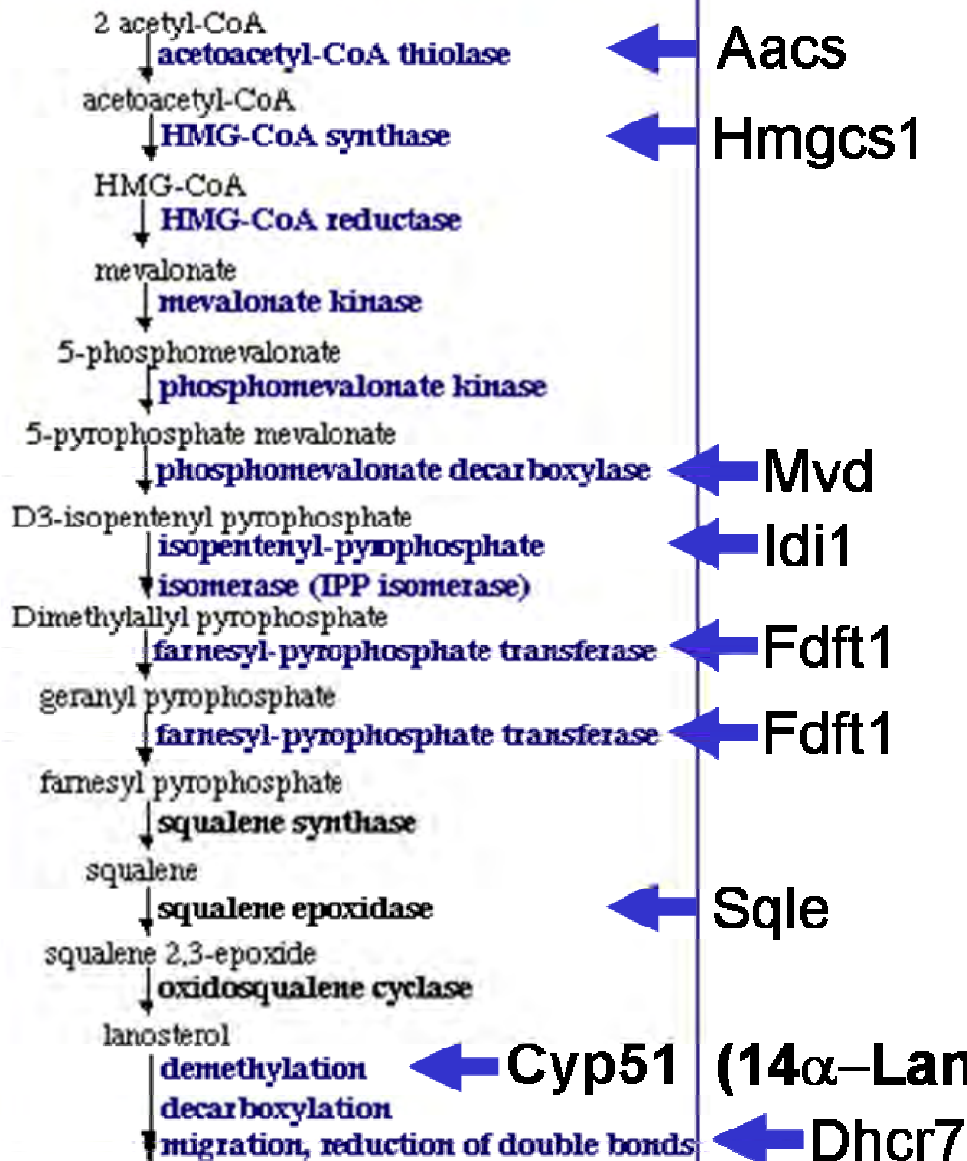 2 acetyl-CoA
acetoacetyl-CoA thiolase Aacs
acetoacetyl-CoA
HMG-CoA synthase Hmgcs1
HMG-CoA
HMG-CoA reductase
mevalonate
mevalonate kinase
5-phosphomevalonate
phosphomevalonate kinase
5-pyrophosphate mevalonate
phosphomevalonate decarboxylase Mvd
D3-isopentenyl pyrophosphate
isopentenyl-pyrophosphate Idi1
isomerase (IPP isomerase)
Dimethylallyl pyrophosphate
farnesyl-pyrophosphate transferase Fdft1
geranyl pyrophosphate
farnesyl-pyrophosphate transferase Fdft1
farnesyl pyrophosphate
squalene synthase
squalene
squalene epoxidase Sqle
squalene 2,3-epoxide
oxidosqualene cyclase
lanosterol
demethylation Cyp51 (14α–Lan
decarboxylation
migration, reduction of double bonds Dhcr7